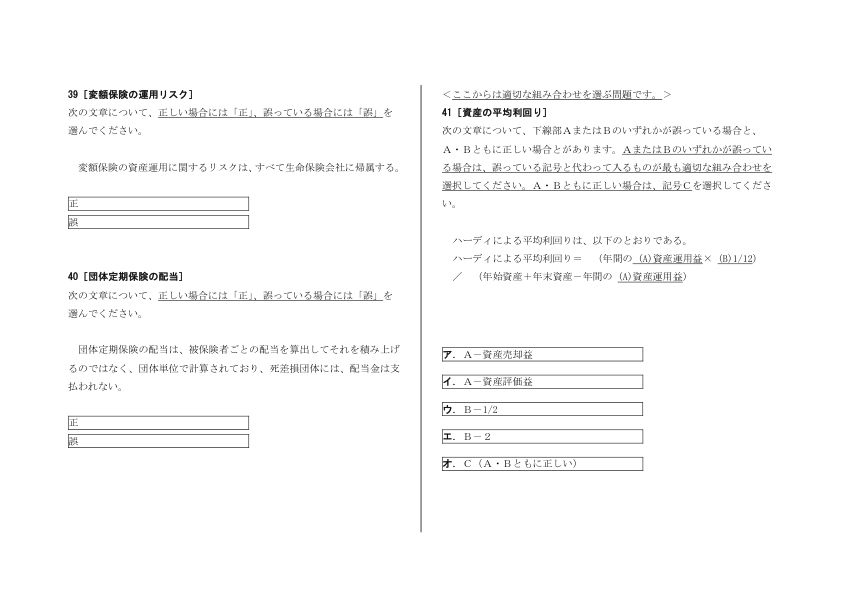 39［変額保険の運用リスク］
次の文章について、正しい場合には「正」、誤っている場合には「誤」を
選んでください。
変額保険の資産運用に関するリスクは、すべて生命保険会社に帰属する。
正
誤
40［団体定期保険の配当］
次の文章について、正しい場合には「正」、誤っている場合には「誤」を
選んでください。
団体定期保険の配当は、被保険者ごとの配当を算出してそれを積み上げ
るのではなく、団体単位で計算されており、死差損団体には、配当金は支
払われない。
正
誤
＜ここからは適切な組み合わせを選ぶ問題です。＞
41［資産の平均利回り］
次の文章について、下線部ＡまたはＢのいずれかが誤っている場合と、
Ａ・Ｂともに正しい場合とがあります。ＡまたはＢのいずれかが誤ってい
る場合は、誤っている記号と代わって入るものが最も適切な組み合わせを
選択してください。Ａ・Ｂともに正しい場合は、記号Ｃを選択してくださ
い。
ハーディによる平均利回りは、以下のとおりである。
ハーディによる平均利回り＝　（年間の (A)資産運用益× (B)1/12）
／　（年始資産＋年末資産－年間の (A)資産運用益）
ア．Ａ－資産売却益
イ．Ａ－資産評価益
ウ．Ｂ－1/2
エ．Ｂ－２
オ．Ｃ（Ａ・Ｂともに正しい）